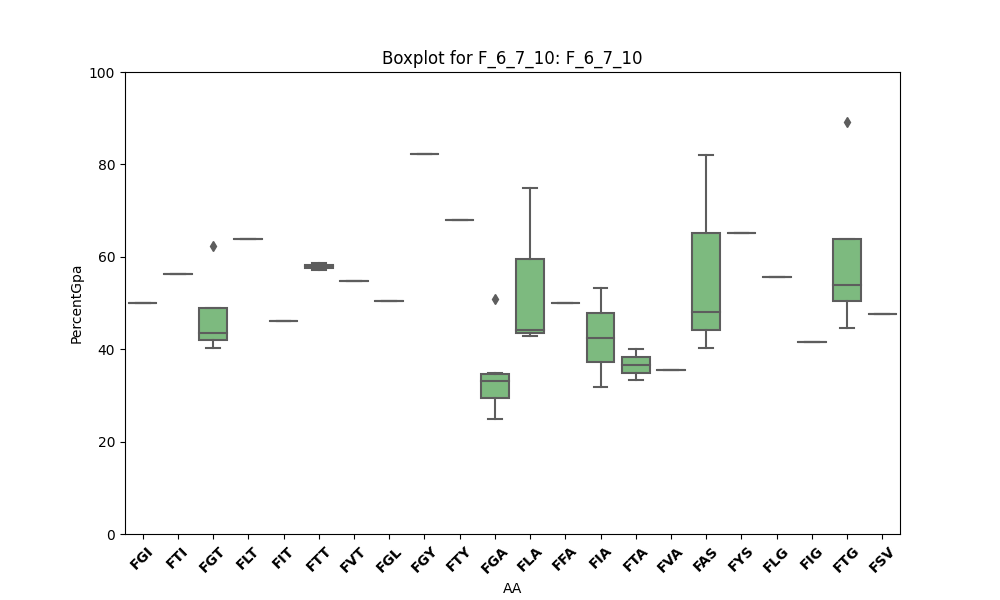 Boxplot for F_6_7_10: F_6_7_10
100
80
60
40
20
0
PercentGpa
FGI FTI FGT FLT FIT FTT FVT FGL FGY FTY FGA FLA FFA FIA FTA FVA FAS FYS FLG FIG FTG FSV
AA